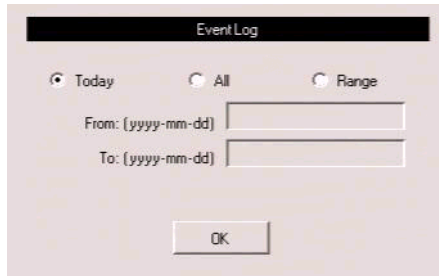 Event Log
Today All Range
From: (yyyy-mm-dd)
To: (yyyy-mm-dd)
OK